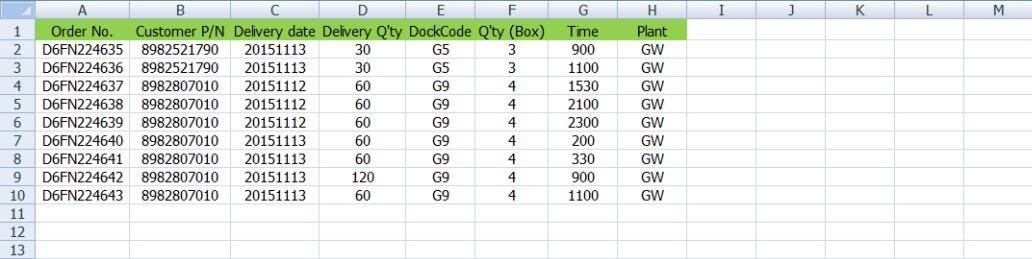 A B C D E F G H I J K L M
1 Order No. Customer P/N Delivery date Delivery Q'ty DockCode Q'ty (Box) Time Plant
2 D6FN224635 8982521790 20151113 30 G5 3 900 GW
3 D6FN224636 8982521790 20151113 30 G5 3 1100 GW
4 D6FN224637 8982807010 20151112 60 G9 4 1530 GW
5 D6FN224638 8982807010 20151112 60 G9 4 2100 GW
6 D6FN224639 8982807010 20151112 60 G9 4 2300 GW
7 D6FN224640 8982807010 20151113 60 G9 4 200 GW
8 D6FN224641 8982807010 20151113 60 G9 4 330 GW
9 D6FN224642 8982807010 20151113 120 G9 4 900 GW
10 D6FN224643 8982807010 20151113 60 G9 4 1100 GW
11
12
13